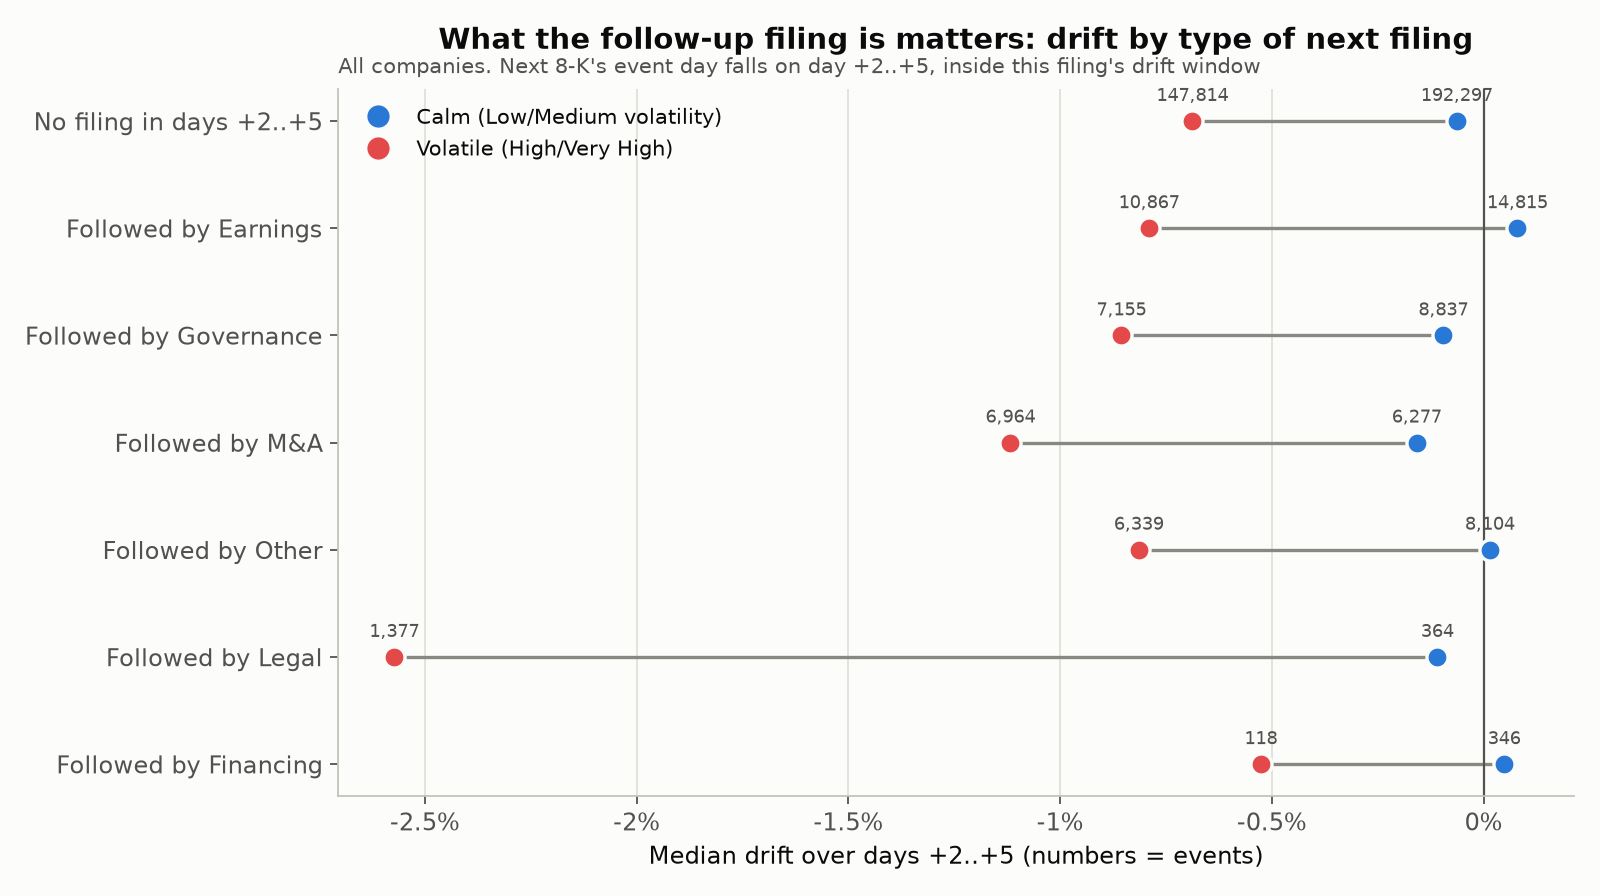 What the follow-up filing is matters: drift by type of next filing
All companies. Next 8-K's event day falls on day +2..+5, inside this filing's drift window
Calm (Low/Medium volatility)
Volatile (High/Very High)
No filing in days +2..+5
147,814
192,297
Followed by Earnings
10,867
14,815
Followed by Governance
7,155
8,837
Followed by M&A
6,964
6,277
Followed by Other
6,339
8,104
Followed by Legal
1,377
364
Followed by Financing
118
346
-2.5%
-2%
-1.5%
-1%
-0.5%
0%
Median drift over days +2..+5 (numbers = events)